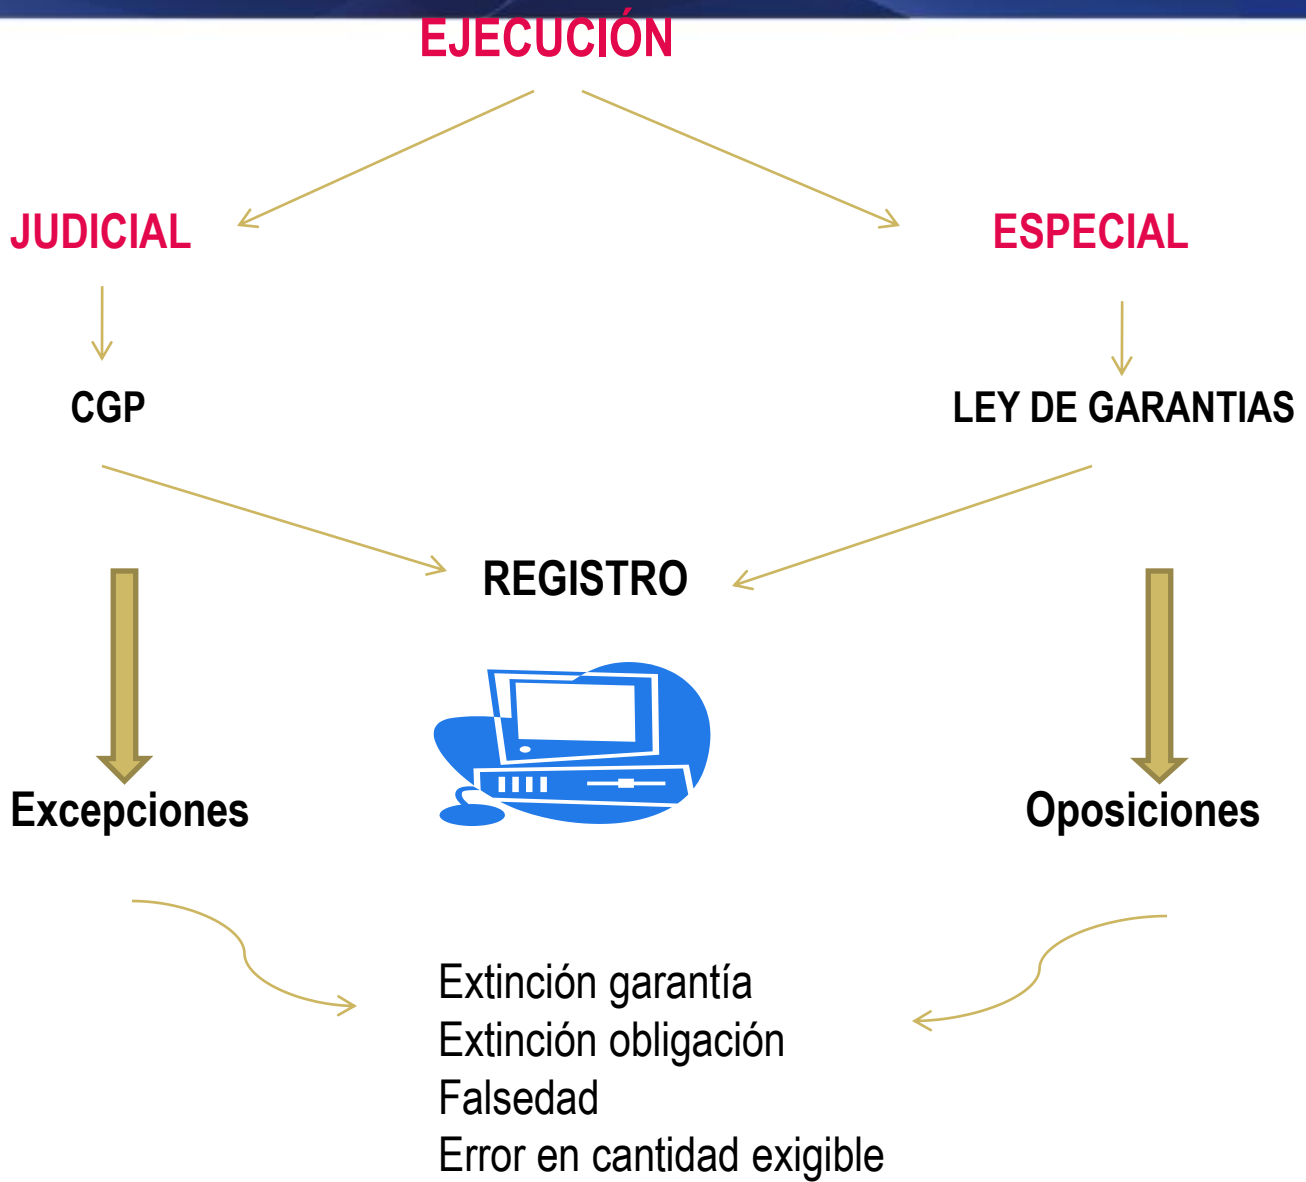 EJECUCIÓN
JUDICIAL
ESPECIAL
CGP
LEY DE GARANTIAS
REGISTRO
Excepciones
Oposiciones
Extinción garantía
Extinción obligación
Falsedad
Error en cantidad exigible